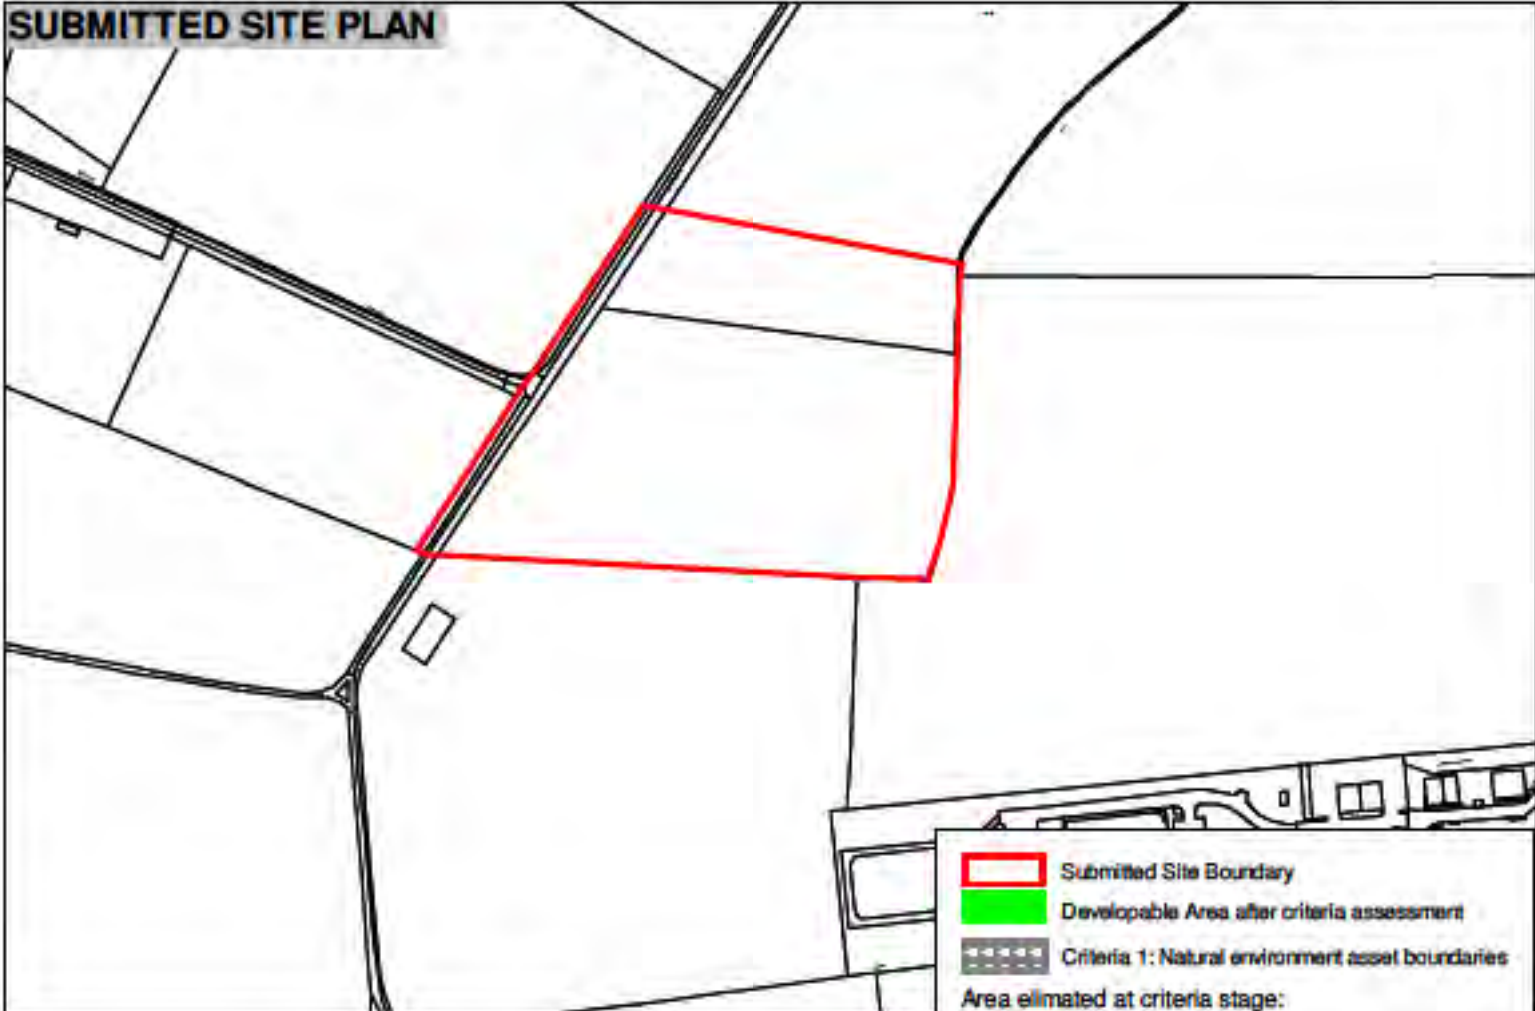 SUBMITTED SITE PLAN
Submitted Site Boundary
Developable Area after criteria assessment
Criteria 1: Natural environment asset boundaries
Area elimated at criteria stage: